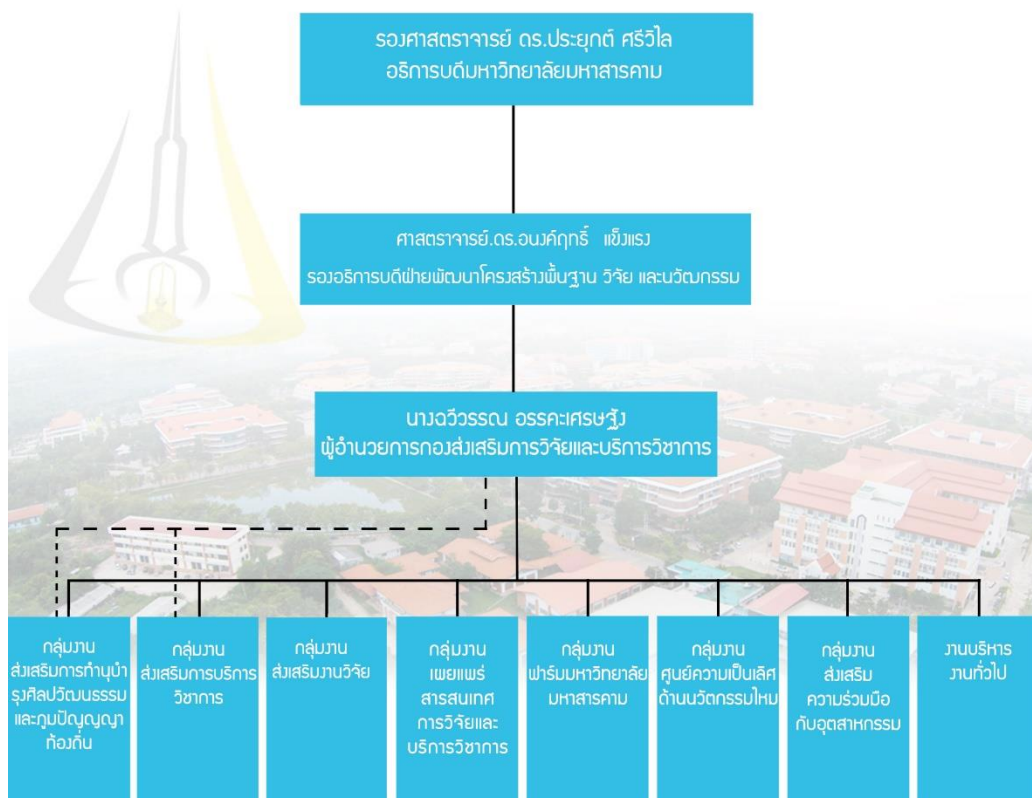 รองศาสตราจารย์ ดร.ประยุกต์ ศรีวิไล
อธิการบดีมหาวิทยาลัยมหาสารคาม
ศาสตราจารย์.ดร.อนงค์ฤทธิ์ แข็งแรง
รองอธิการบดีฝ่ายพัฒนาโครงสร้างพื้นฐาน วิจัย และนวัตกรรม
นางฉวีวรรณ อรรคะเศรษฐัง
ผู้อำนวยการกองส่งเสริมการวิจัยและบริการวิชาการ
กลุ่มงาน
ส่งเสริมการทำนุบำ
รุงศิลปวัฒนธรรม
และภูมปัญญญา
ท้องถิ่น
กลุ่มงาน
ส่งเสริมการบริการ
วิชาการ
กลุ่มงาน
ส่งเสริมงานวิจัย
กลุ่มงาน
เผยแพร่
สารสนเทศ
การวิจัยและ
บริการวิชาการ
กลุ่มงาน
ฟาร์มมหาวิทยาลัย
มหาสารคาม
กลุ่มงาน
ศูนย์ความเป็นเลิศ
ด้านนวัตกรรมไหม
กลุ่มงาน
ส่งเสริม
ความร่วมมือ
กับอุตสาหกรรม
งานบริหาร
งานทั่วไป